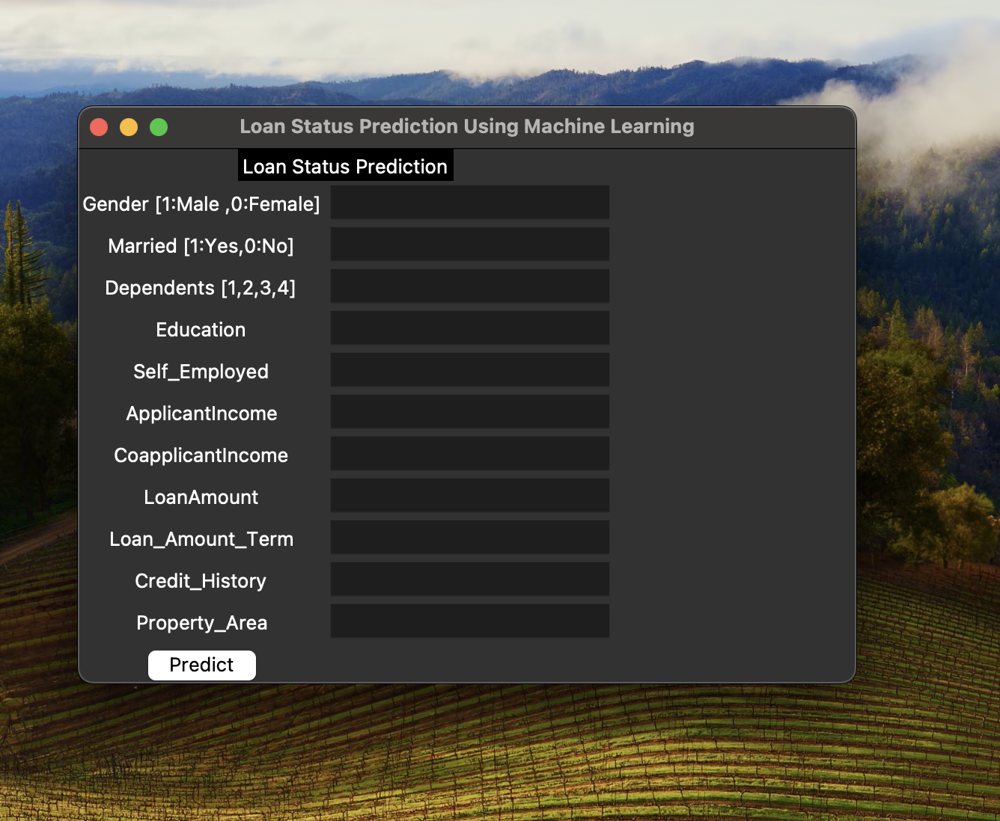 Loan Status Prediction Using Machine Learning
Loan Status Prediction
Gender [1:Male ,0:Female]
Married [1:Yes,0:No]
Dependents [1,2,3,4]
Education
Self_Employed
ApplicantIncome
CoapplicantIncome
LoanAmount
Loan_Amount_Term
Credit_History
Property_Area
Predict